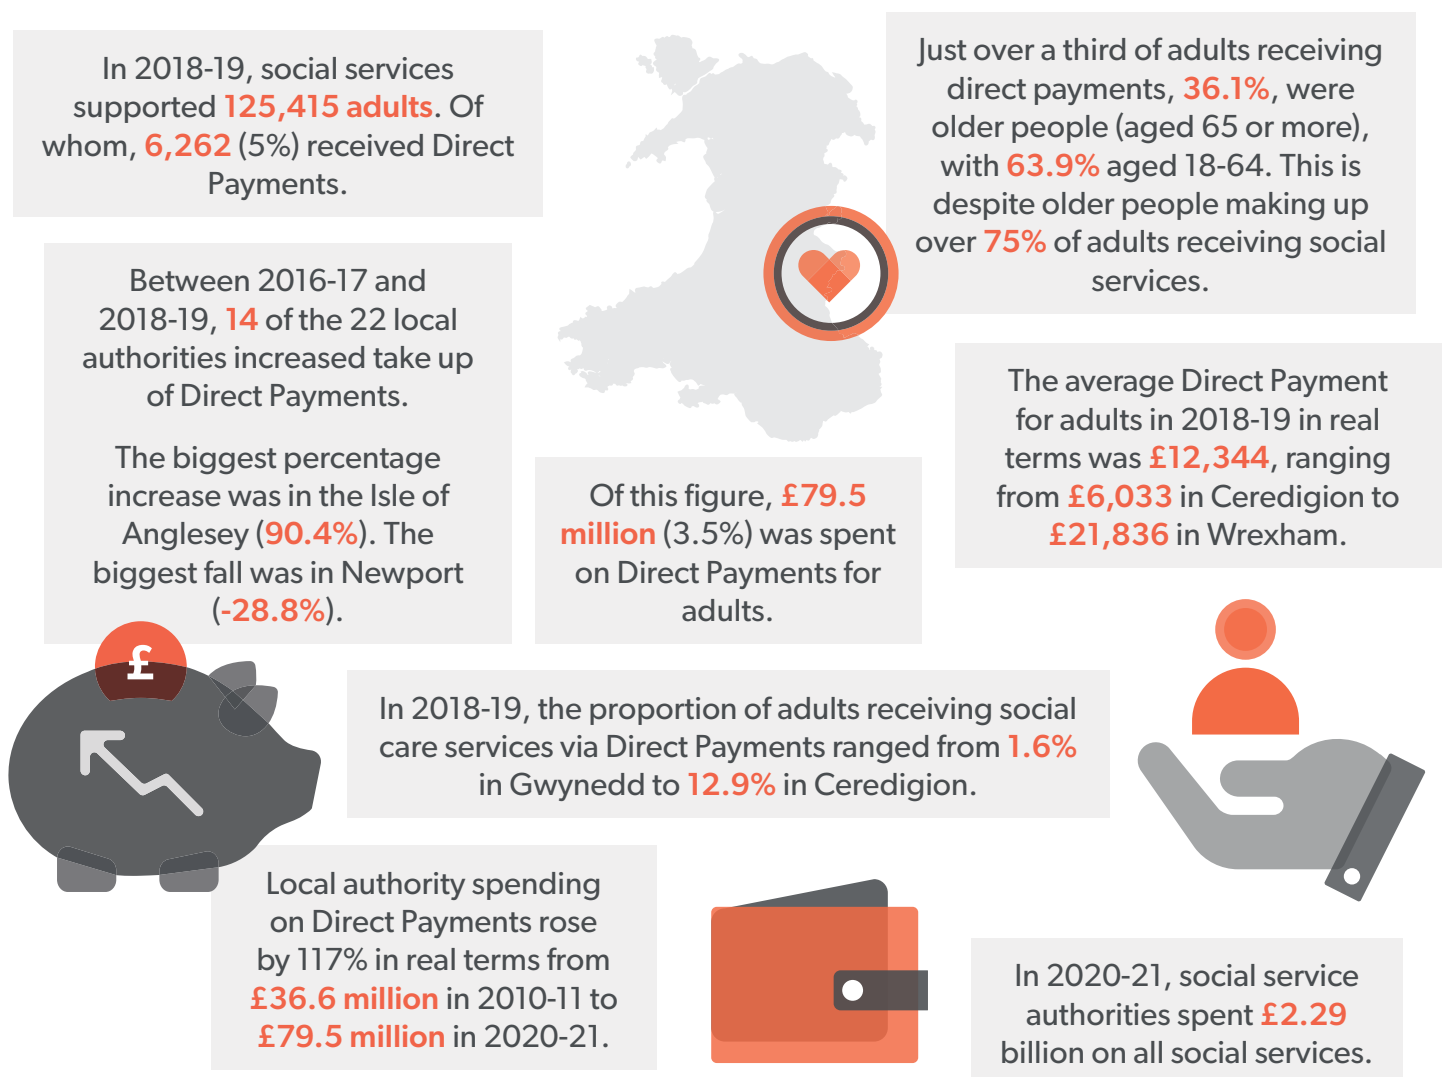 In 2018-19, social services
supported 125,415 adults. Of
whom, 6,262 (5%) received Direct
Payments.
Just over a third of adults receiving
direct payments, 36.1%, were
older people (aged 65 or more),
with 63.9% aged 18-64. This is
despite older people making up
over 75% of adults receiving social
services.
Between 2016-17 and
2018-19, 14 of the 22 local
authorities increased take up
of Direct Payments.
The biggest percentage
increase was in the Isle of
Anglesey (90.4%). The
biggest fall was in Newport
(-28.8%).
The average Direct Payment
for adults in 2018-19 in real
terms was £12,344, ranging
from £6,033 in Ceredigion to
£21,836 in Wrexham.
Of this figure, £79.5
million (3.5%) was spent
on Direct Payments for
adults.
£
In 2018-19, the proportion of adults receiving social
care services via Direct Payments ranged from 1.6%
in Gwynedd to 12.9% in Ceredigion.
Local authority spending
on Direct Payments rose
by 117% in real terms from
£36.6 million in 2010-11 to
£79.5 million in 2020-21.
In 2020-21, social service
authorities spent £2.29
billion on all social services.